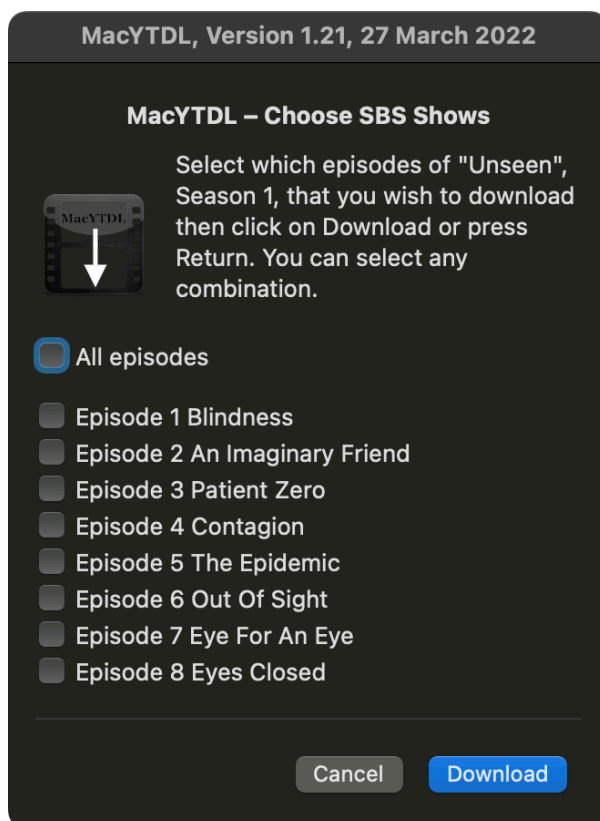 MacYTDL, Version 1.21, 27 March 2022
MacYTDL – Choose SBS Shows
Select which episodes of "Unseen",
Season 1, that you wish to download
then click on Download or press
Return. You can select any
combination.
MacYTDL
All episodes
Episode 1 Blindness
Episode 2 An Imaginary Friend
Episode 3 Patient Zero
Episode 4 Contagion
Episode 5 The Epidemic
Episode 6 Out Of Sight
Episode 7 Eye For An Eye
Episode 8 Eyes Closed
Cancel
Download